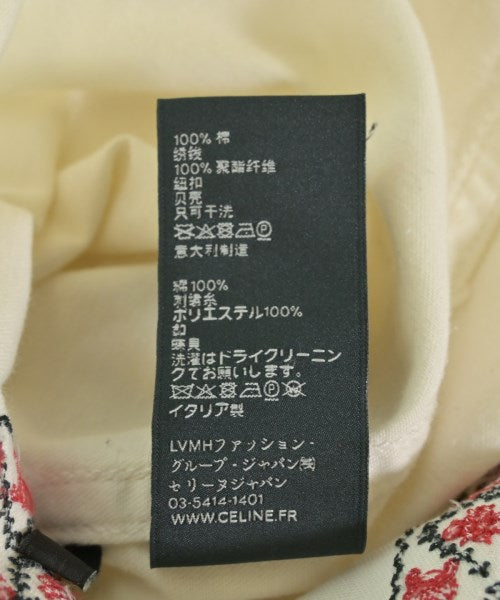 100% 棉
绣线
100% 聚酯纤维
纽扣
贝壳
只可干洗
意大利制造
綿100%
刺繍糸
ポリエステル100%
釦
貝
洗濯はドライクリーニン
グてお願いします。
イタリア製
LVMHファッション・
グループ・ジャパン㈱
セリーヌジャパン
03-5414-1401
WWW.CELINE.FR